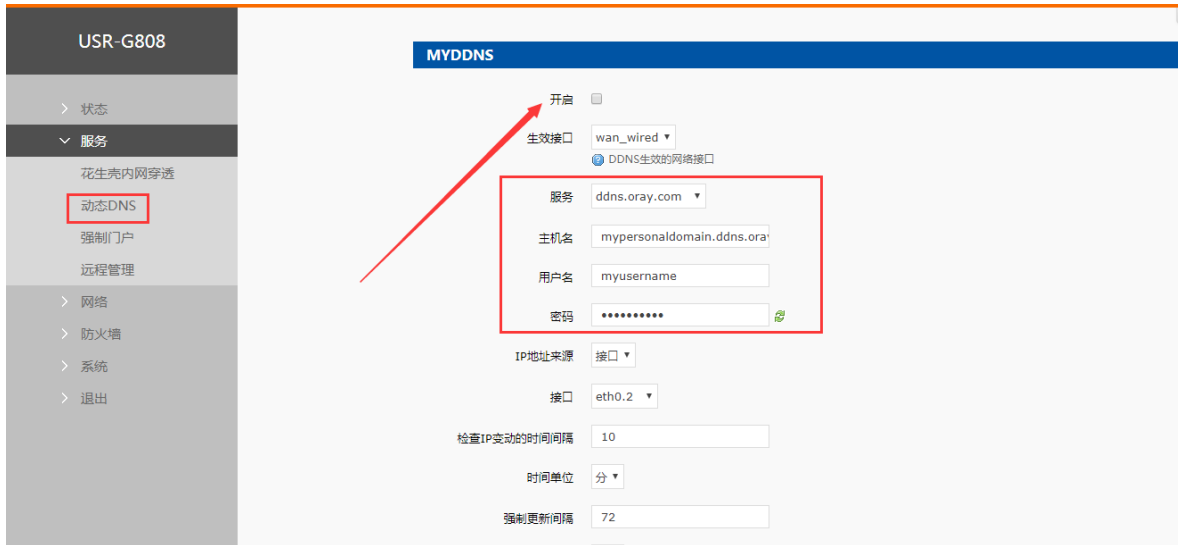 USR-G808
状态
服务
花生壳内网穿透
动态DNS
强制门户
远程管理
网络
防火墙
系统
退出
MYDDNS
开启
生效接口 wan_wired
DDNS生效的网络接口
服务 ddns.oray.com
主机名 mypersonaldomain.ddns.oray
用户名 myusername
密码 ••••••••••
IP地址来源 接口
接口 eth0.2
检查IP变动的时间间隔 10
时间单位 分
强制更新间隔 72